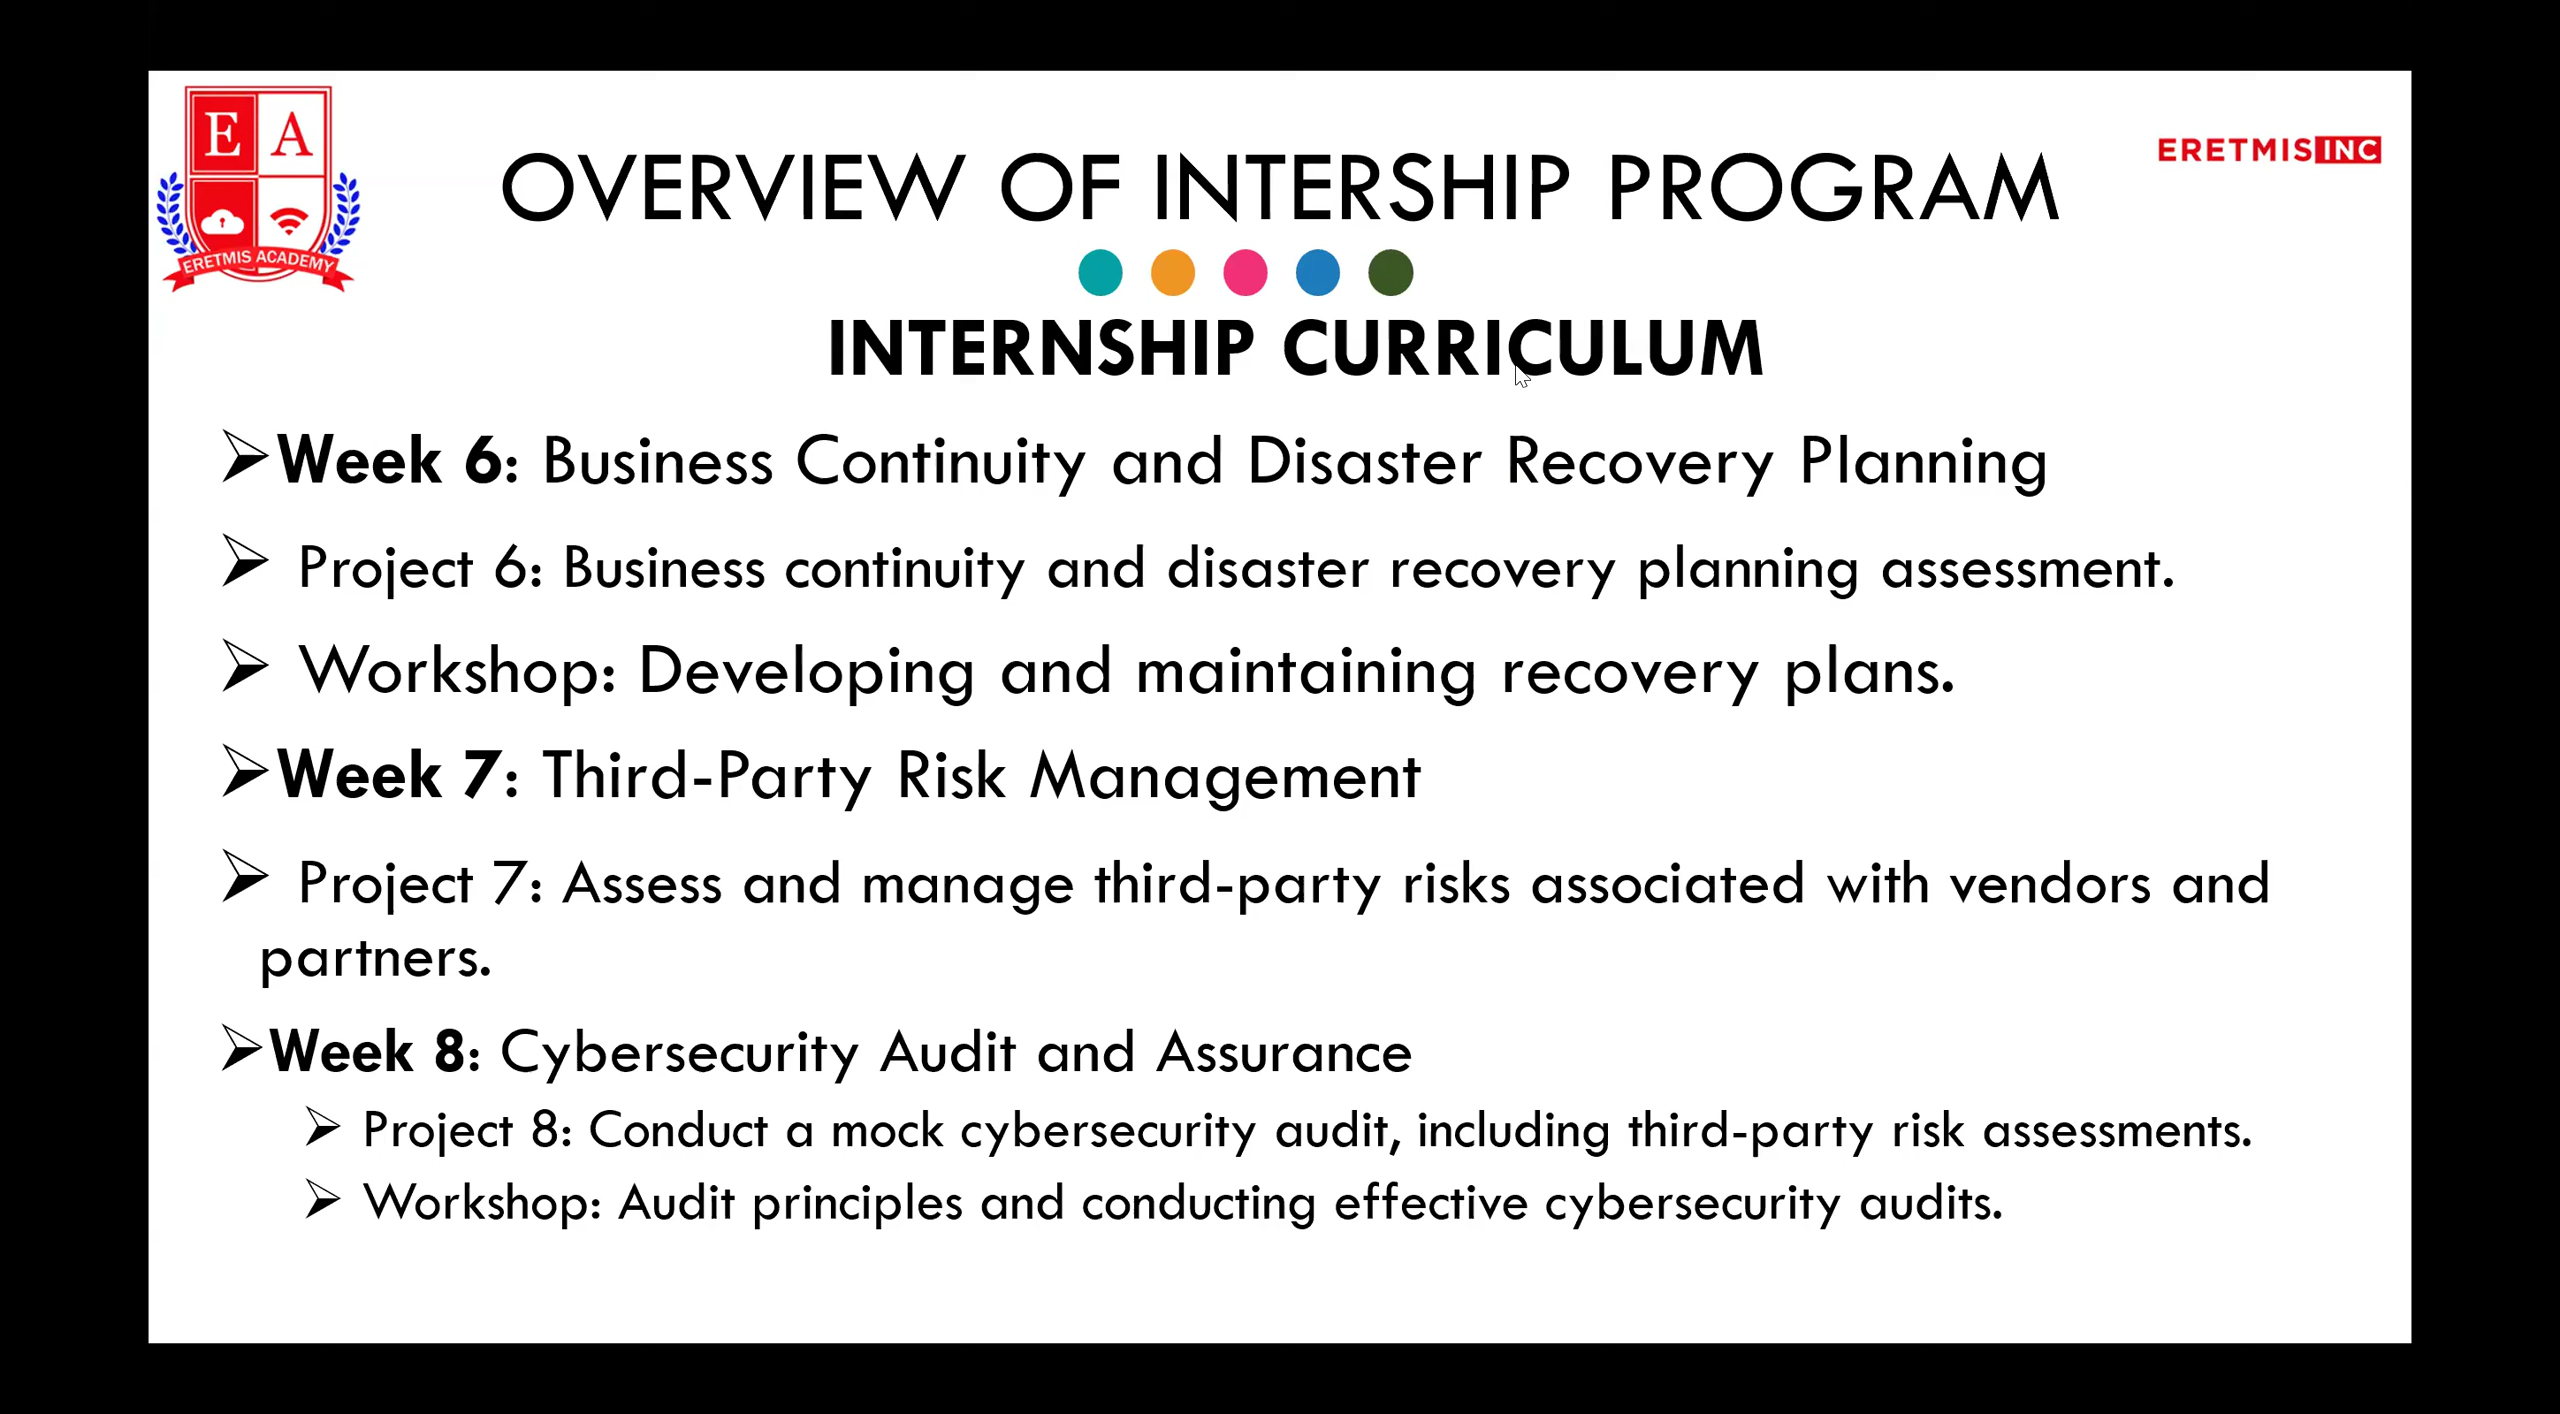 E A
ERETMIS ACADEMY
ERETMIS INC
OVERVIEW OF INTERSHIP PROGRAM
INTERNSHIP CURRICULUM
➢Week 6: Business Continuity and Disaster Recovery Planning
➢ Project 6: Business continuity and disaster recovery planning assessment.
➢ Workshop: Developing and maintaining recovery plans.
➢Week 7: Third-Party Risk Management
➢ Project 7: Assess and manage third-party risks associated with vendors and
partners.
➢Week 8: Cybersecurity Audit and Assurance
➢ Project 8: Conduct a mock cybersecurity audit, including third-party risk assessments.
➢ Workshop: Audit principles and conducting effective cybersecurity audits.